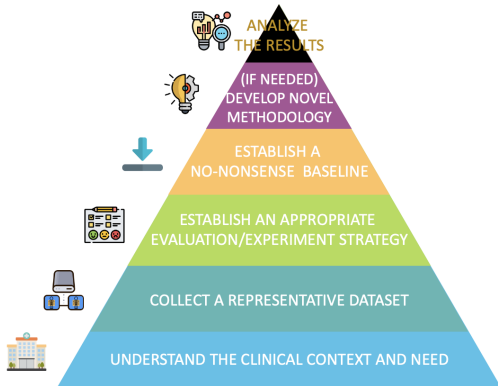 ANALYZE
THE RESULTS
(IF NEEDED)
DEVELOP NOVEL
METHODOLOGY
ESTABLISH A
NO-NONSENSE BASELINE
ESTABLISH AN APPROPRIATE
EVALUATION/EXPERIMENT STRATEGY
COLLECT A REPRESENTATIVE DATASET
UNDERSTAND THE CLINICAL CONTEXT AND NEED